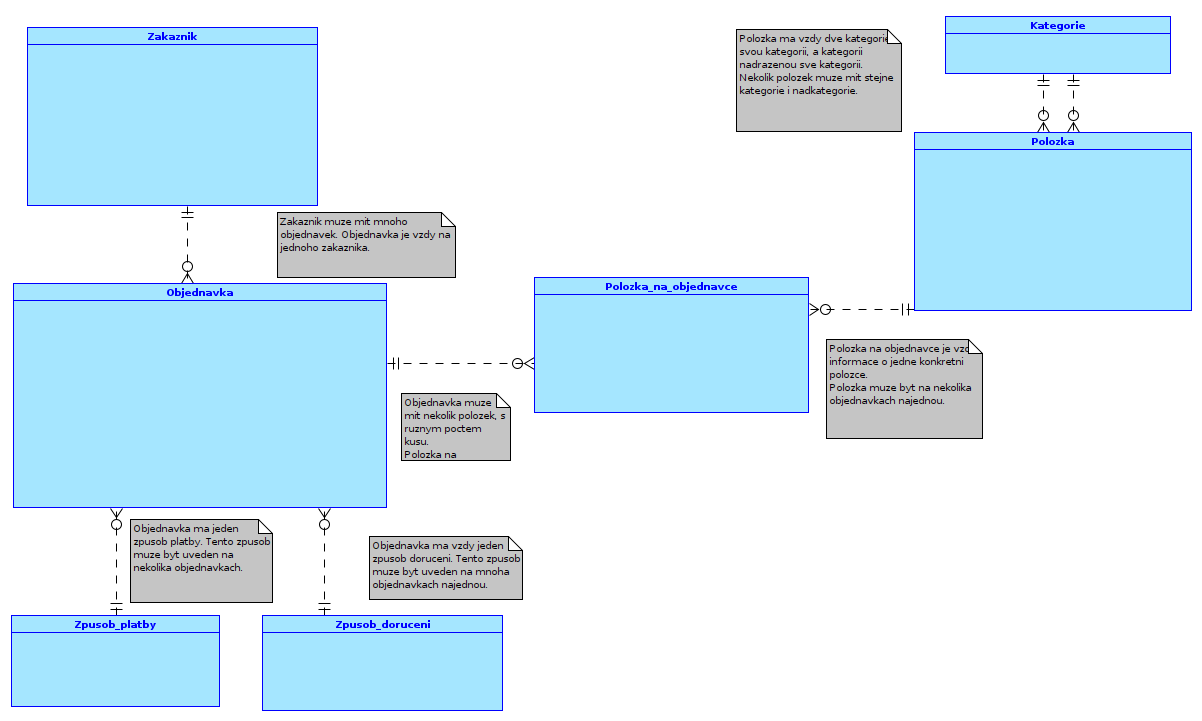 Zakaznik
Polozka ma vzdy dve kategorie
svou kategorii, a kategorii
nadrazenou sve kategorii.
Nekolik polozek muze mit stejne
kategorie i nadkategorie.
Kategorie
Polozka
Zakaznik muze mit mnoho
objednavek. Objednavka je vzdy na
jednoho zakaznika.
Objednavka
Polozka_na_objednavce
Polozka na objednavce je
informace o jedne konkretni
polozce.
Polozka muze byt na nekolika
objednavkach najednou.
Objednavka muze
mit nekolik polozek, s
ruznym poctem
kusu.
Polozka na
Objednavka ma jeden
zpusob platby. Tento zpusob
muze byt uveden na
nekolika objednavkach.
Objednavka ma vzdy jeden
zpusob doruceni. Tento zpusob
muze byt uveden na mnoha
objednavkach najednou.
Zpusob_platby
Zpusob_doruceni